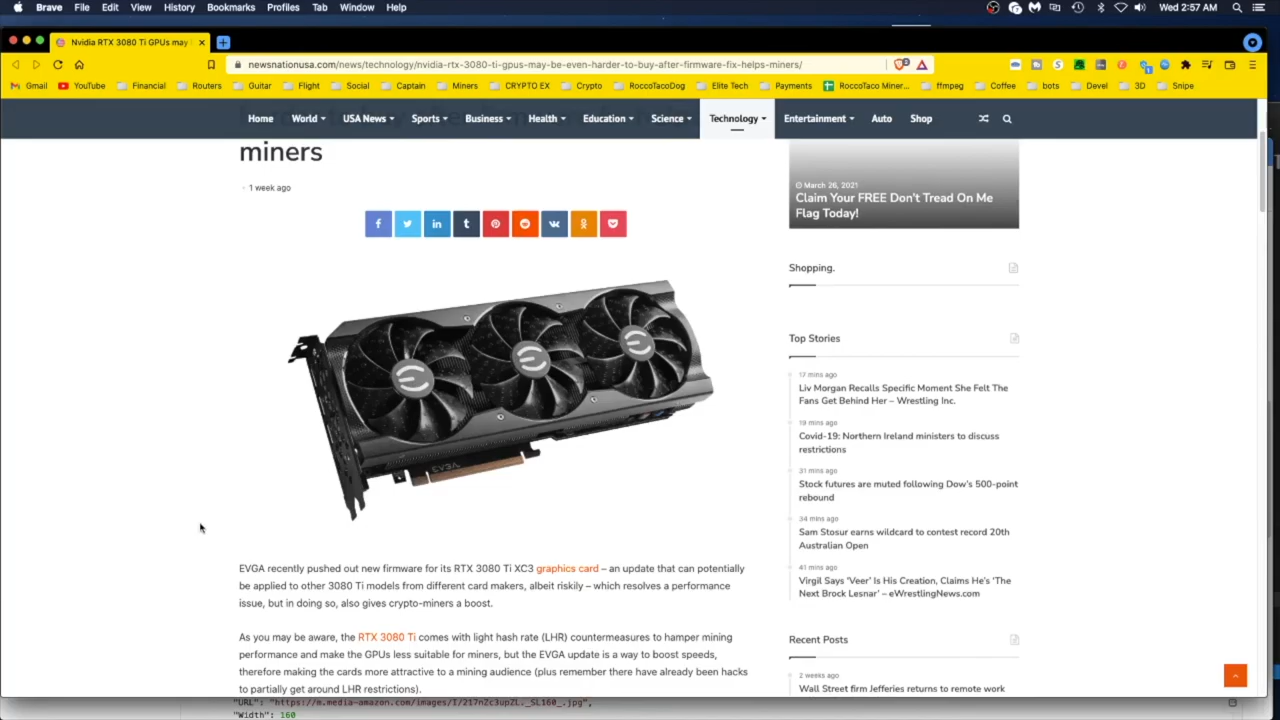 Brave File Edit View History Bookmarks Profiles Tab Window Help Wed 2:57 AM
Nvidia RTX 3080 Ti GPUs may
newsnationusa.com/news/technology/nvidia-rtx-3080-ti-gpus-may-be-even-harder-to-buy-after-firmware-fix-helps-miners/
Gmail YouTube Financial Routers Guitar Flight Social Captain Miners CRYPTO EX Crypto RoccoTacoDog Elite Tech Payments RoccoTaco Miner... ffmpeg Coffee bots Devel 3D Snipe
Home World USA News Sports Business Health Education Science Technology Entertainment Auto Shop
miners
1 week ago
March 26, 2021
Claim Your FREE Don't Tread On Me
Flag Today!
Shopping.
Top Stories
17 mins ago
Liv Morgan Recalls Specific Moment She Felt The
Fans Get Behind Her – Wrestling Inc.
19 mins ago
Covid-19: Northern Ireland ministers to discuss
restrictions
31 mins ago
Stock futures are muted following Dow's 500-point
rebound
34 mins ago
Sam Stosur earns wildcard to contest record 20th
Australian Open
41 mins ago
Virgil Says 'Veer' Is His Creation, Claims He's 'The
Next Brock Lesnar' – eWrestlingNews.com
Recent Posts
2 weeks ago
Wall Street firm Jefferies returns to remote work
EVGA
EVGA recently pushed out new firmware for its RTX 3080 Ti XC3 graphics card – an update that can potentially
be applied to other 3080 Ti models from different card makers, albeit riskily – which resolves a performance
issue, but in doing so, also gives crypto-miners a boost.
As you may be aware, the RTX 3080 Ti comes with light hash rate (LHR) countermeasures to hamper mining
performance and make the GPUs less suitable for miners, but the EVGA update is a way to boost speeds,
therefore making the cards more attractive to a mining audience (plus remember there have already been hacks
to partially get around LHR restrictions).
"URL": "https://m.media-amazon.com/images/I/217nZc3upZL._SL160_.jpg",
"Width": 160